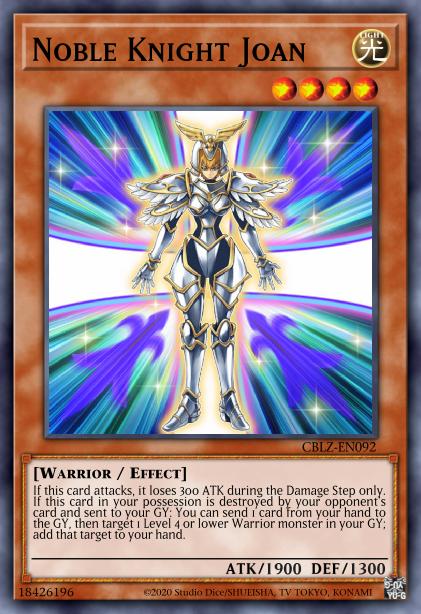 NOBLE KNIGHT JOAN
LIGHT
光
CBLZ-EN092
[WARRIOR / EFFECT]
If this card attacks, it loses 300 ATK during the Damage Step only.
If this card in your possession is destroyed by your opponent's
card and sent to your GY: You can send 1 card from your hand to
the GY, then target 1 Level 4 or lower Warrior monster in your GY;
add that target to your hand.
ATK/1900 DEF/1300
18426196
©2020 Studio Dice/SHUEISHA, TV TOKYO, KONAMI